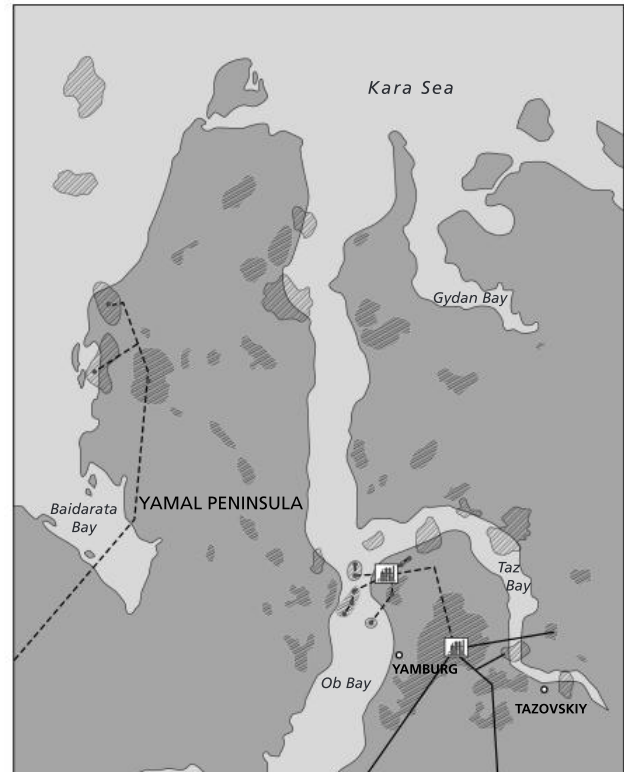 Kara Sea
Gydan Bay
YAMAL PENINSULA
Baidarata
Bay
Taz
Bay
YAMBURG
Ob Bay
TAZOVSKIY